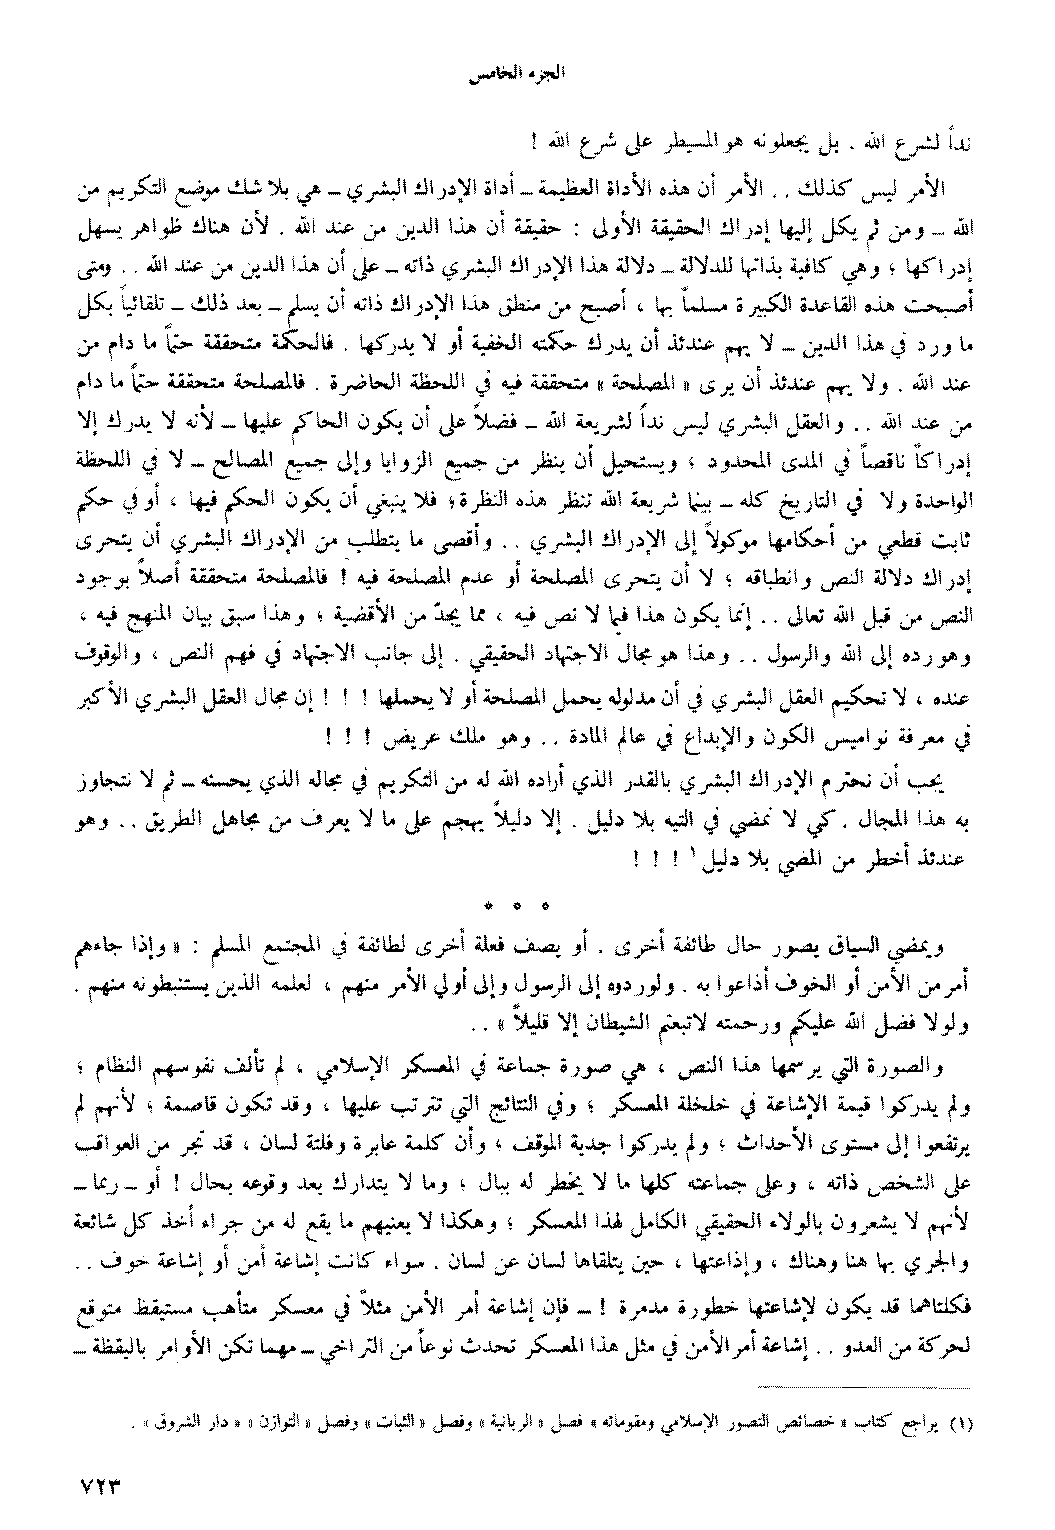 الجزء الخامس
نداً لشرع الله . بل يجعلونه هو المسيطر على شرع الله !
الأمر ليس كذلك .. الأمر أن هذه الأداة العظيمة – أداة الإدراك البشري – هي بلا شك موضع التكريم من
الله – ومن ثم يكل إليها إدراك الحقيقة الأولى : حقيقة أن هذا الدين من عند الله . لأن هناك ظواهر يسهل
إدراكها ؛ وهي كافية بذاتها للدلالة – دلالة هذا الإدراك البشري ذاته – على أن هذا الدين من عند الله .. ومتى
أصبحت هذه القاعدة الكبيرة مسلماً بها ، أصبح من منطق هذا الإدراك ذاته أن يسلم – بعد ذلك – تلقائياً بكل
ما ورد في هذا الدين – لا يهم عندئذ أن يدرك حكمته الخفية أو لا يدركها . فالحكمة متحققة حتماً ما دام من
عند الله . ولا يهم عندئذ أن يرى « المصلحة » متحققة فيه في اللحظة الحاضرة . فالمصلحة متحققة حتماً ما دام
من عند الله .. والعقل البشري ليس نداً لشريعة الله – فضلاً على أن يكون الحاكم عليها – لأنه لا يدرك إلا
إدراكاً ناقصاً في المدى المحدود ؛ ويستحيل أن ينظر من جميع الزوايا وإلى جميع المصالح – لا في اللحظة
الواحدة ولا في التاريخ كله – بينما شريعة الله تنظر هذه النظرة؛ فلا ينبغي أن يكون الحكم فيها ، أو في حكم
ثابت قطعي من أحكامها موكولاً إلى الإدراك البشري .. وأقصى ما يتطلب من الإدراك البشري أن يتحرى
إدراك دلالة النص وانطباقه ؛ لا أن يتحرى المصلحة أو عدم المصلحة فيه ! فالمصلحة متحققة أصلاً بوجود
النص من قبل الله تعالى .. إنما يكون هذا فيما لا نص فيه ، مما يجدّ من الأقضية ؛ وهذا سبق بيان المنهج فيه ،
وهو رده إلى الله والرسول .. وهذا هو مجال الاجتهاد الحقيقي . إلى جانب الاجتهاد في فهم النص ، والوقوف
عنده ، لا تحكيم العقل البشري في أن مدلوله يحمل المصلحة أو لا يحملها ! ! ! إن مجال العقل البشري الأكبر
في معرفة نواميس الكون والإبداع في عالم المادة .. وهو ملك عريض ! ! !
يجب أن نحترم الإدراك البشري بالقدر الذي أراده الله له من التكريم في مجاله الذي يحسنه – ثم لا نتجاوز
به هذا المجال . كي لا نمضي في التيه بلا دليل . إلا دليلاً يهجم على ما لا يعرف من مجاهل الطريق .. وهو
عندئذ أخطر من المضي بلا دليل١ ! ! !
* * *
ويمضي السياق يصور حال طائفة أخرى . أو يصف فعلة أخرى لطائفة في المجتمع المسلم : « وإذا جاءهم
أمر من الأمن أو الخوف أذاعوا به . ولو ردوه إلى الرسول وإلى أولي الأمر منهم ، لعلمه الذين يستنبطونه منهم .
ولولا فضل الله عليكم ورحمته لاتبعتم الشيطان إلا قليلاً » ..
والصورة التي يرسمها هذا النص ، هي صورة جماعة في المعسكر الإسلامي ، لم تألف نفوسهم النظام ؛
ولم يدركوا قيمة الإشاعة في خلخلة المعسكر ؛ وفي النتائج التي تترتب عليها ، وقد تكون قاصمة ؛ لأنهم لم
يرتفعوا إلى مستوى الأحداث ؛ ولم يدركوا جدية الموقف ؛ وأن كلمة عابرة وفلتة لسان ، قد تجر من العواقب
على الشخص ذاته ، وعلى جماعته كلها ما لا يخطر له ببال ؛ وما لا يتدارك بعد وقوعه بحال ! أو – ربما –
لأنهم لا يشعرون بالولاء الحقيقي الكامل لهذا المعسكر ؛ وهكذا لا يعنيهم ما يقع له من جراء أخذ كل شائعة
والجري بها هنا وهناك ، وإذاعتها ، حين يتلقاها لسان عن لسان . سواء كانت إشاعة أمن أو إشاعة خوف ..
فكلتاهما قد يكون لإشاعتها خطورة مدمرة ! – فإن إشاعة أمر الأمن مثلاً في معسكر متأهب مستيقظ متوقع
لحركة من العدو .. إشاعة أمر الأمن في مثل هذا المعسكر تحدث نوعاً من التراخي – مهما تكن الأوامر باليقظة –
(١) يراجع كتاب « خصائص التصور الإسلامي ومقوماته » فصل « الربانية » وفصل « الثبات » وفصل « التوازن » « دار الشروق » .
٧٢٣